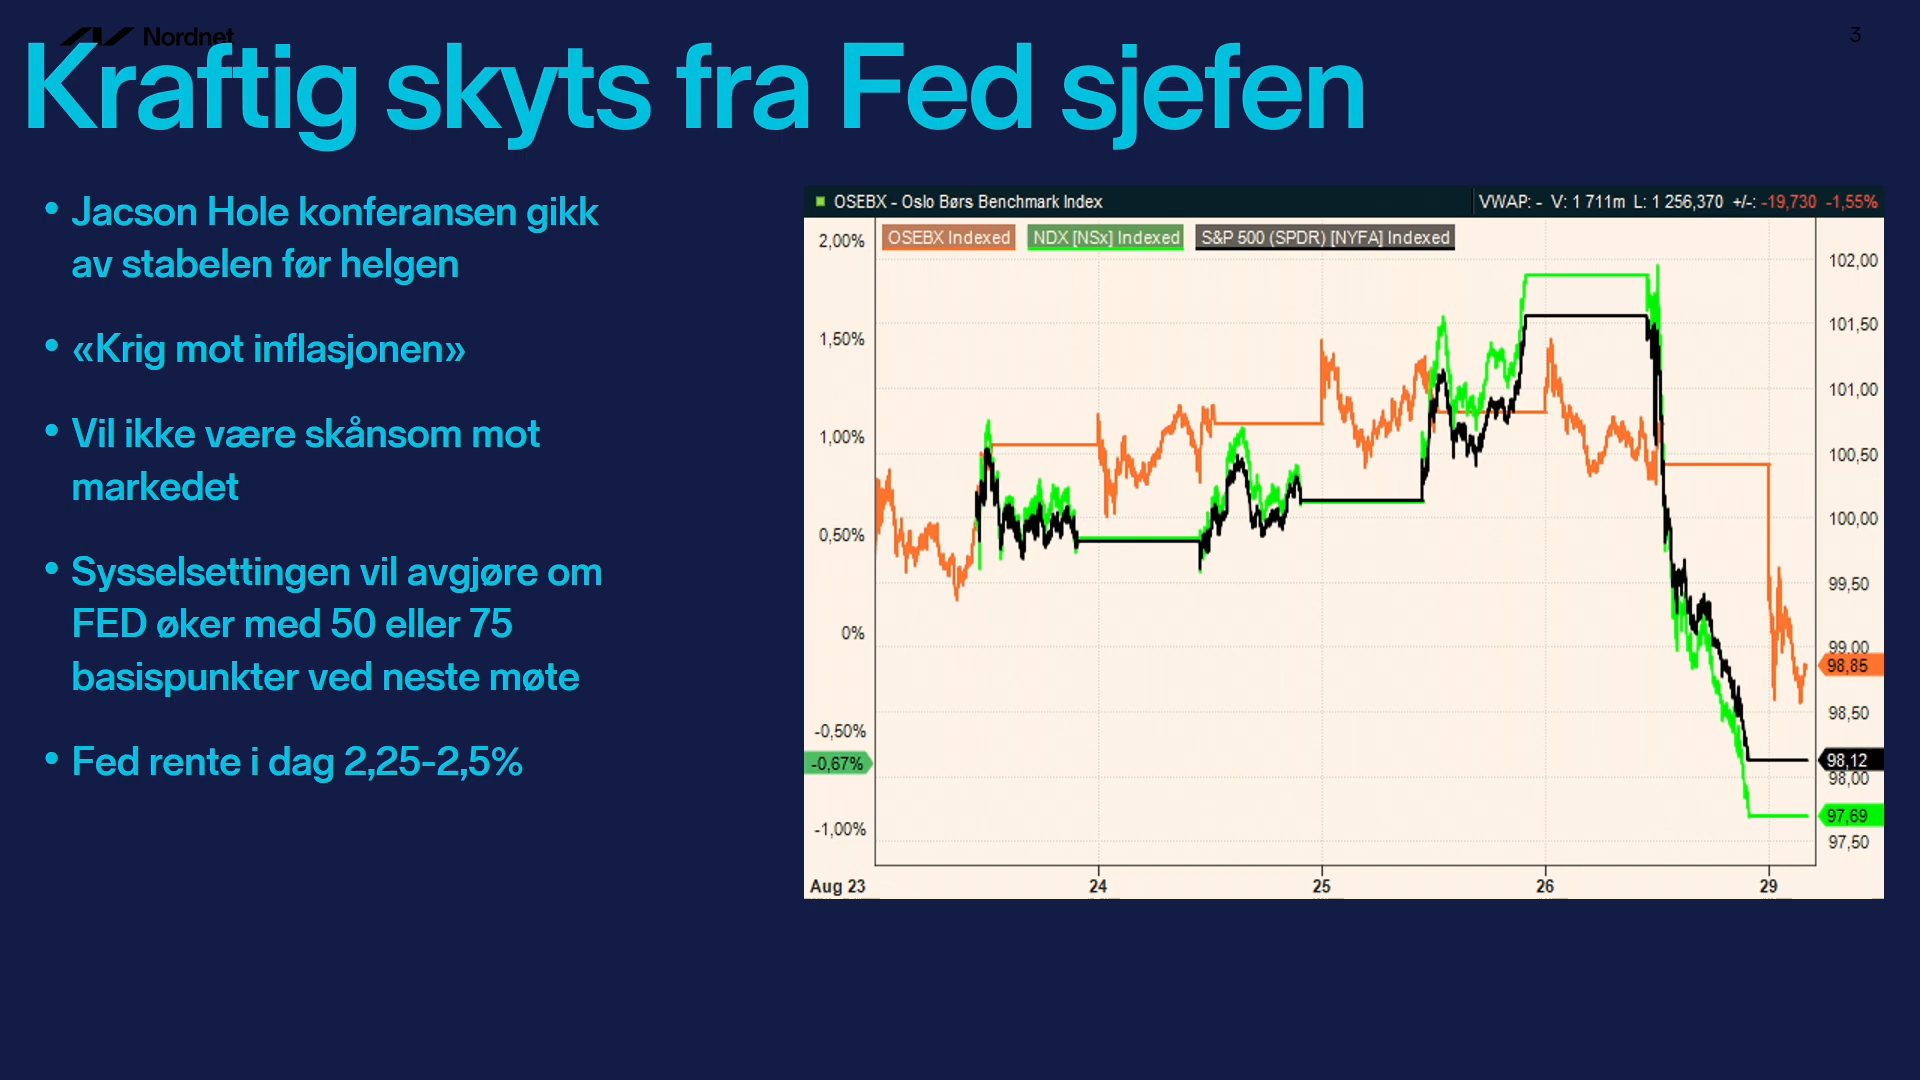 Nordnet
3
Kraftig skyts fra Fed sjefen
• Jacson Hole konferansen gikk
av stabelen før helgen
• «Krig mot inflasjonen»
• Vil ikke være skånsom mot
markedet
• Sysselsettingen vil avgjøre om
FED øker med 50 eller 75
basispunkter ved neste møte
• Fed rente i dag 2,25-2,5%
OSEBX - Oslo Børs Benchmark Index
VWAP: - V: 1 711m L: 1 256,370 +/-: -19,730 -1,55%
OSEBX Indexed
NDX [NSx] Indexed
S&P 500 (SPDR) [NYFA] Indexed
2,00%
1,50%
1,00%
0,50%
0%
-0,50%
-0,67%
-1,00%
102,00
101,50
101,00
100,50
100,00
99,50
99,00
98,85
98,50
98,12
98,00
97,69
97,50
Aug 23
24
25
26
29